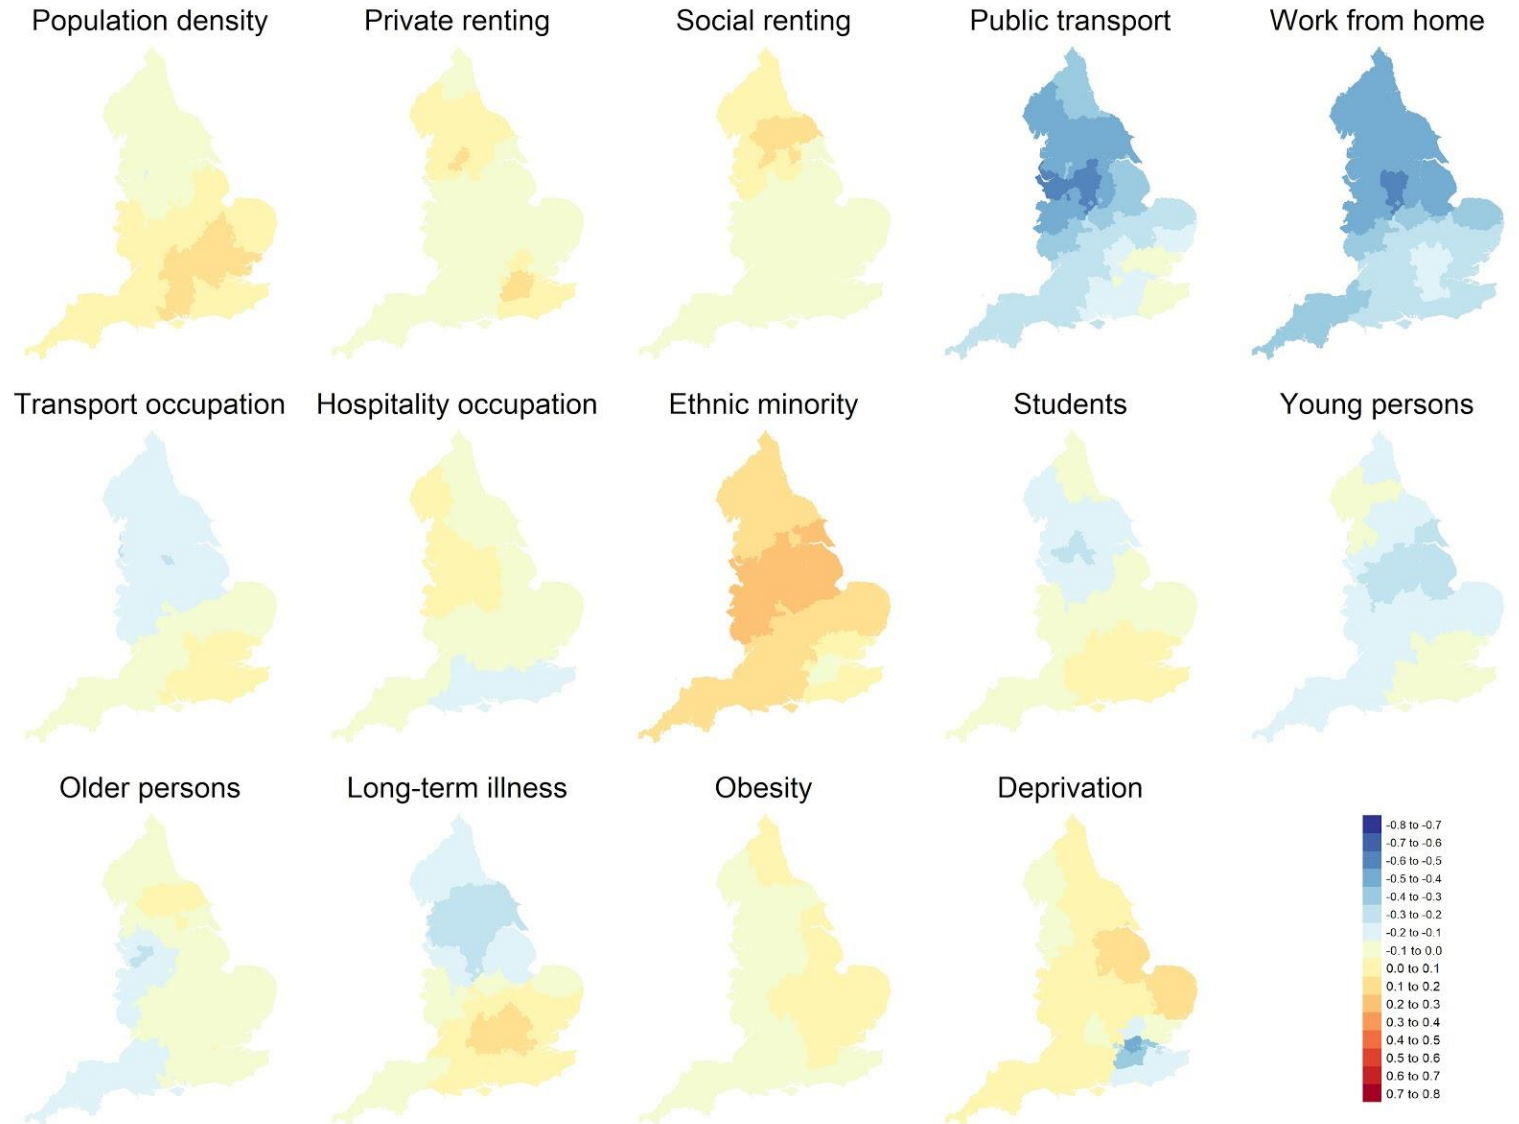 Population density
Private renting
Social renting
Public transport
Work from home
Transport occupation
Hospitality occupation
Ethnic minority
Students
Young persons
Older persons
Long-term illness
Obesity
Deprivation
-0.8 to -0.7
-0.7 to -0.6
-0.6 to -0.5
-0.5 to -0.4
-0.4 to -0.3
-0.3 to -0.2
-0.2 to -0.1
-0.1 to 0.0
0.0 to 0.1
0.1 to 0.2
0.2 to 0.3
0.3 to 0.4
0.4 to 0.5
0.5 to 0.6
0.6 to 0.7
0.7 to 0.8